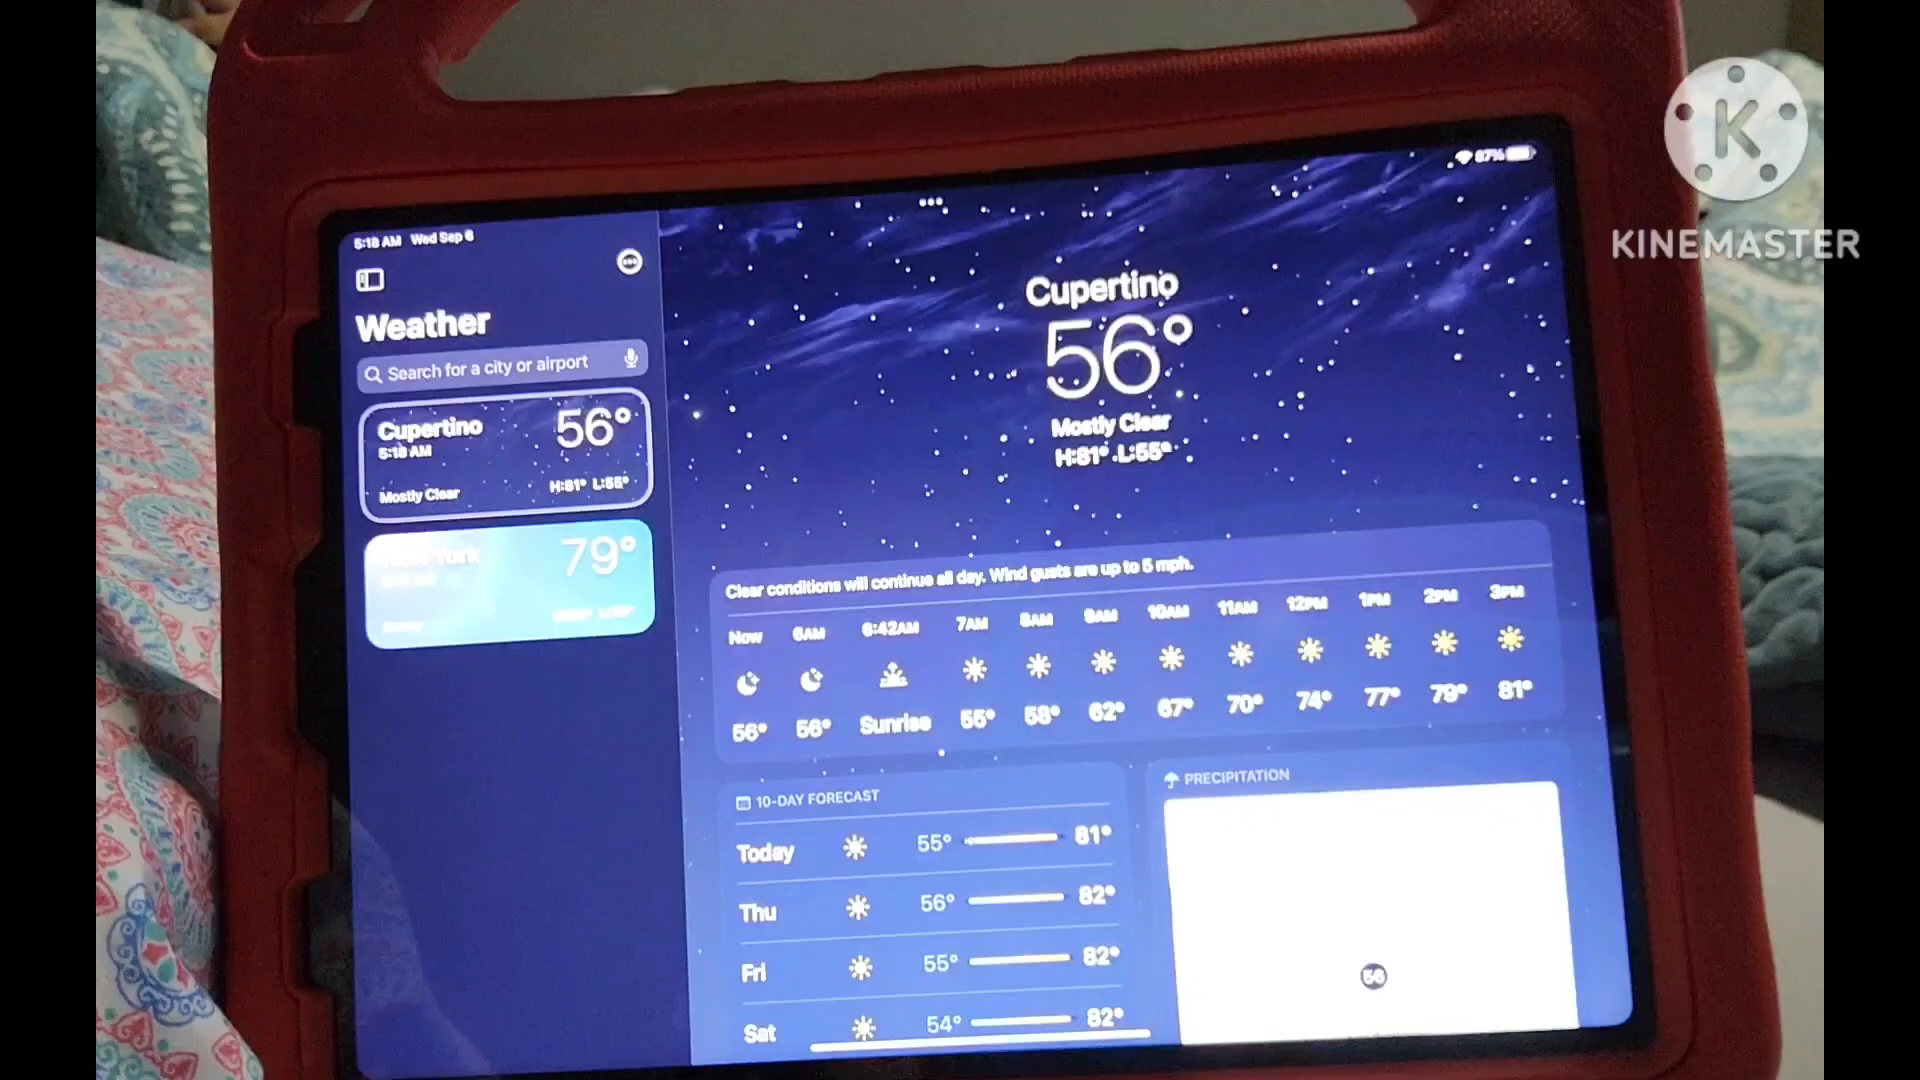 K
KINEMASTER
87%
5:18 AM Wed Sep 6
Weather
Search for a city or airport
Cupertino 56°
5:18 AM
Mostly Clear H:81° L:55°
New York 79°
Cupertino
56°
Mostly Clear
H:81° L:55°
Clear conditions will continue all day. Wind gusts are up to 5 mph.
Now 6AM 6:42AM 7AM 8AM 9AM 10AM 11AM 12PM 1PM 2PM 3PM
56° 56° Sunrise 55° 58° 62° 67° 70° 74° 77° 79° 81°
10-DAY FORECAST
Today 55° 81°
Thu 56° 82°
Fri 55° 82°
Sat 54° 82°
PRECIPITATION
56